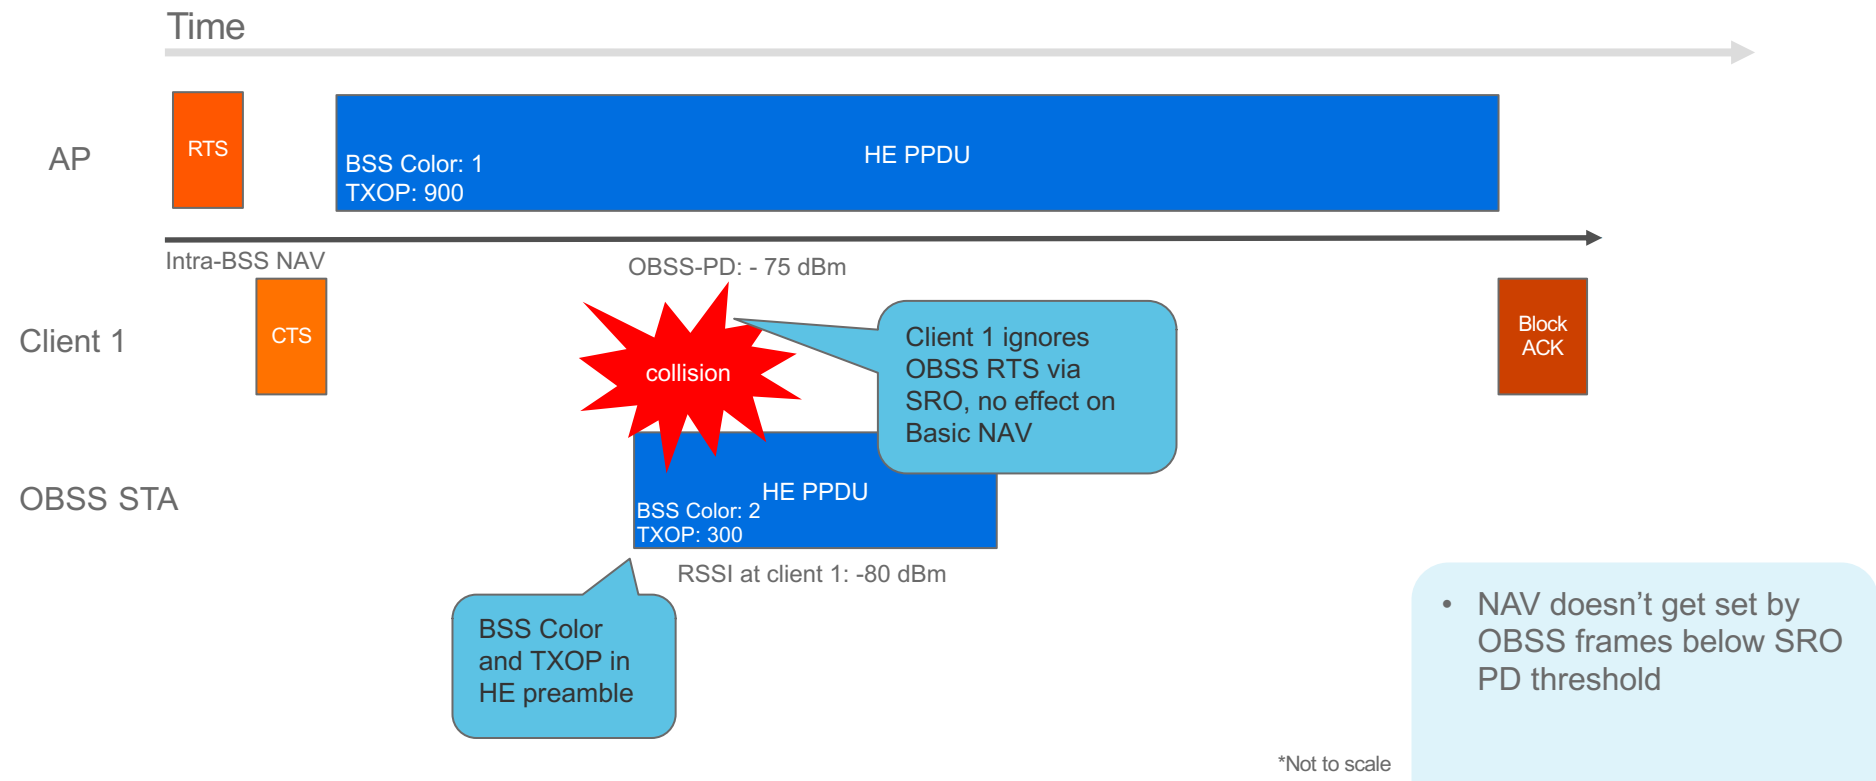 Time
AP
RTS
BSS Color: 1
TXOP: 900
HE PPDU
Intra-BSS NAV
OBSS-PD: - 75 dBm
Client 1
CTS
collision
Client 1 ignores
OBSS RTS via
SRO, no effect on
Basic NAV
Block
ACK
OBSS STA
HE PPDU
BSS Color: 2
TXOP: 300
RSSI at client 1: -80 dBm
BSS Color
and TXOP in
HE preamble
• NAV doesn’t get set by
OBSS frames below SRO
PD threshold
*Not to scale